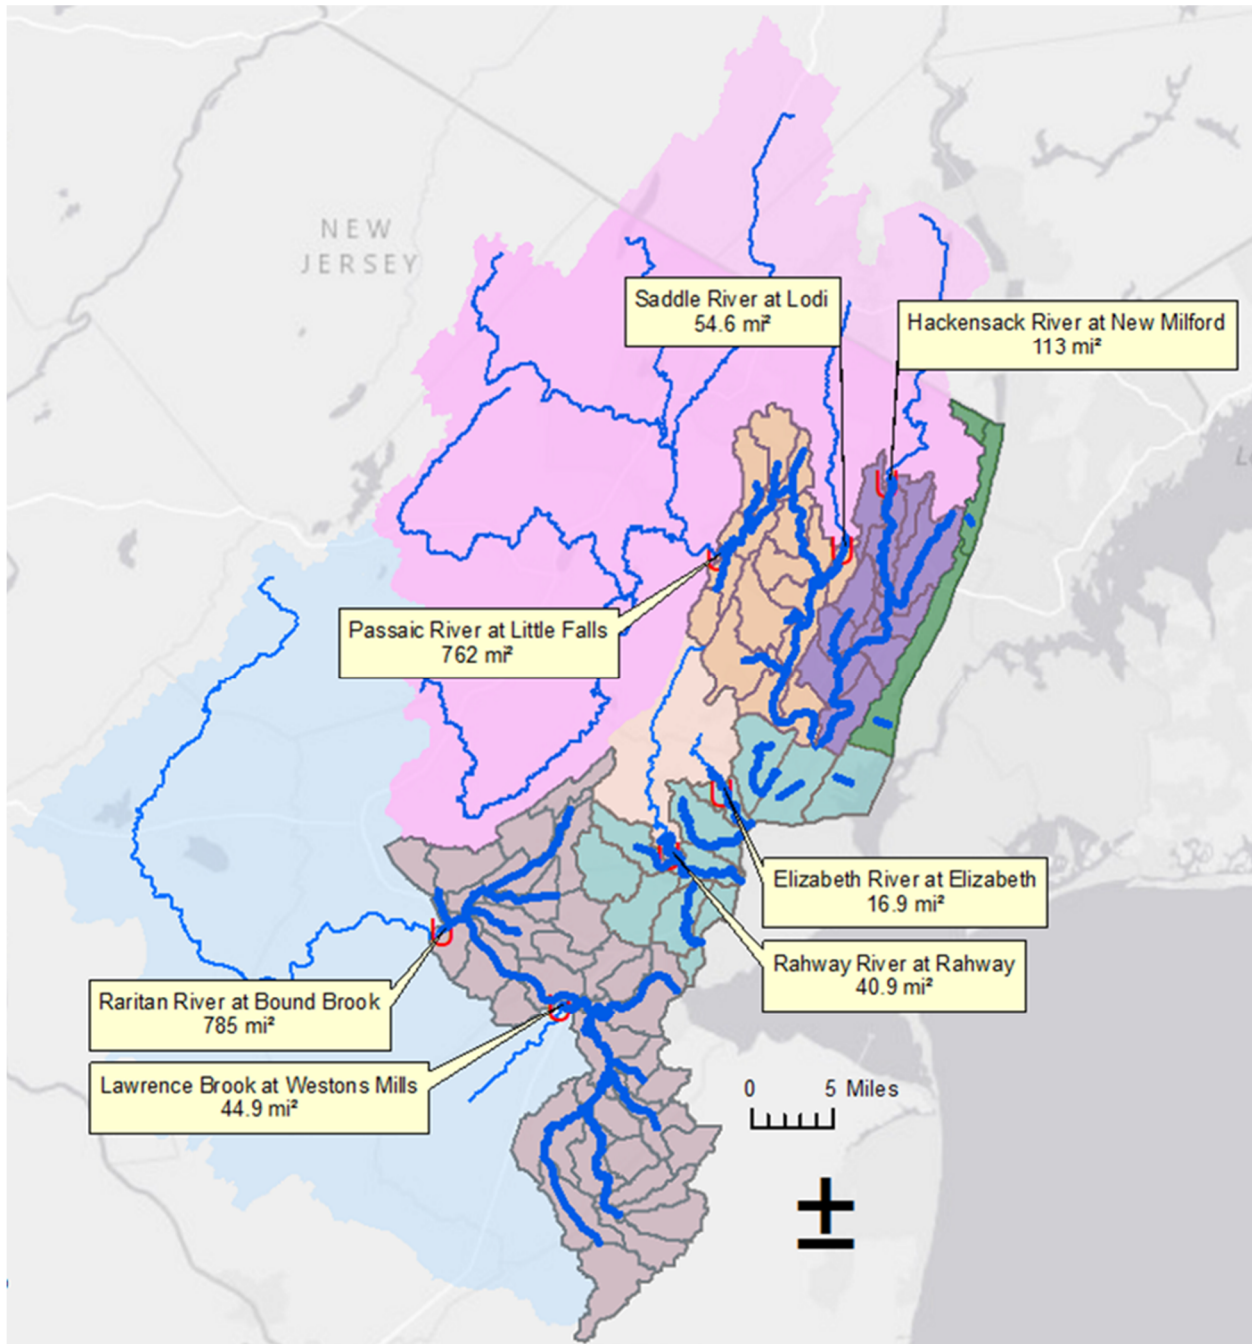 NEW
JERSEY
Saddle River at Lodi
54.6 mi²
Hackensack River at New Milford
113 mi²
Passaic River at Little Falls
762 mi²
Elizabeth River at Elizabeth
16.9 mi²
Rahway River at Rahway
40.9 mi²
Raritan River at Bound Brook
785 mi²
Lawrence Brook at Westons Mills
44.9 mi²
0 5 Miles
±